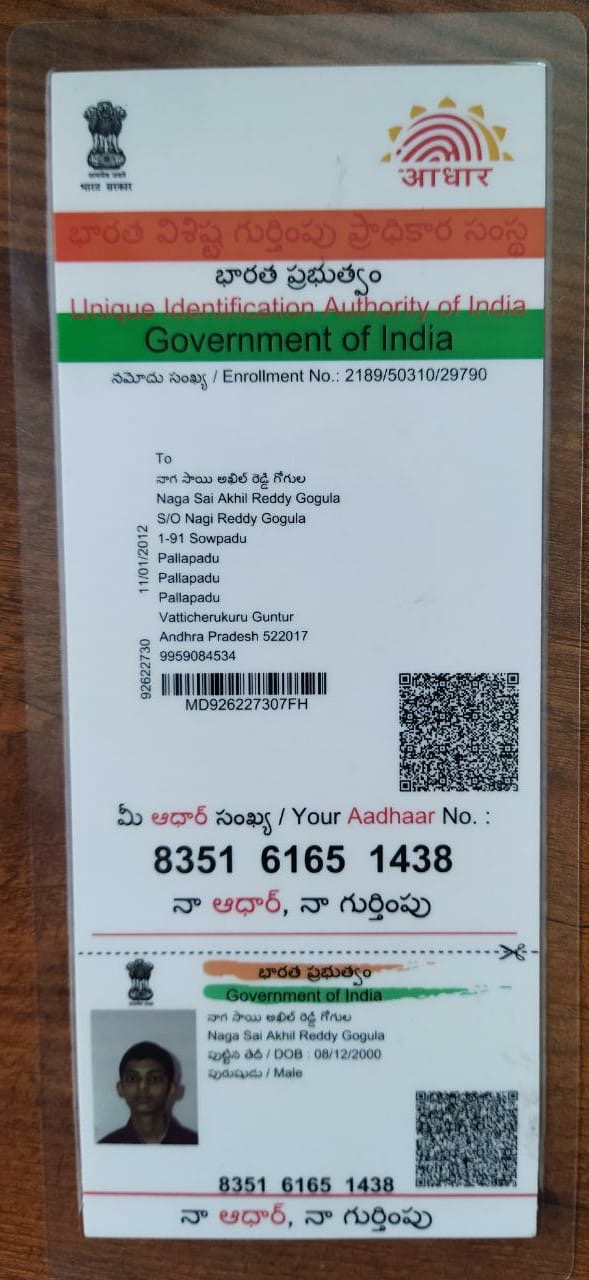 भारत सरकार
आधार
భారత విశిష్ట గుర్తింపు ప్రాధికార సంస్థ
భారత ప్రభుత్వం
Unique Identification Authority of India
Government of India
నమోదు సంఖ్య / Enrollment No.: 2189/50310/29790
To
నాగ సాయి అఖిల్ రెడ్డి గోగుల
Naga Sai Akhil Reddy Gogula
S/O Nagi Reddy Gogula
1-91 Sowpadu
Pallapadu
Pallapadu
Pallapadu
Vatticherukuru Guntur
Andhra Pradesh 522017
9959084534
11/01/2012
92622730
MD926227307FH
మీ ఆధార్ సంఖ్య / Your Aadhaar No. :
8351 6165 1438
నా ఆధార్, నా గుర్తింపు
భారత ప్రభుత్వం
Government of India
నాగ సాయి అఖిల్ రెడ్డి గోగుల
Naga Sai Akhil Reddy Gogula
పుట్టిన తేదీ / DOB : 08/12/2000
పురుషుడు / Male
8351 6165 1438
నా ఆధార్, నా గుర్తింపు